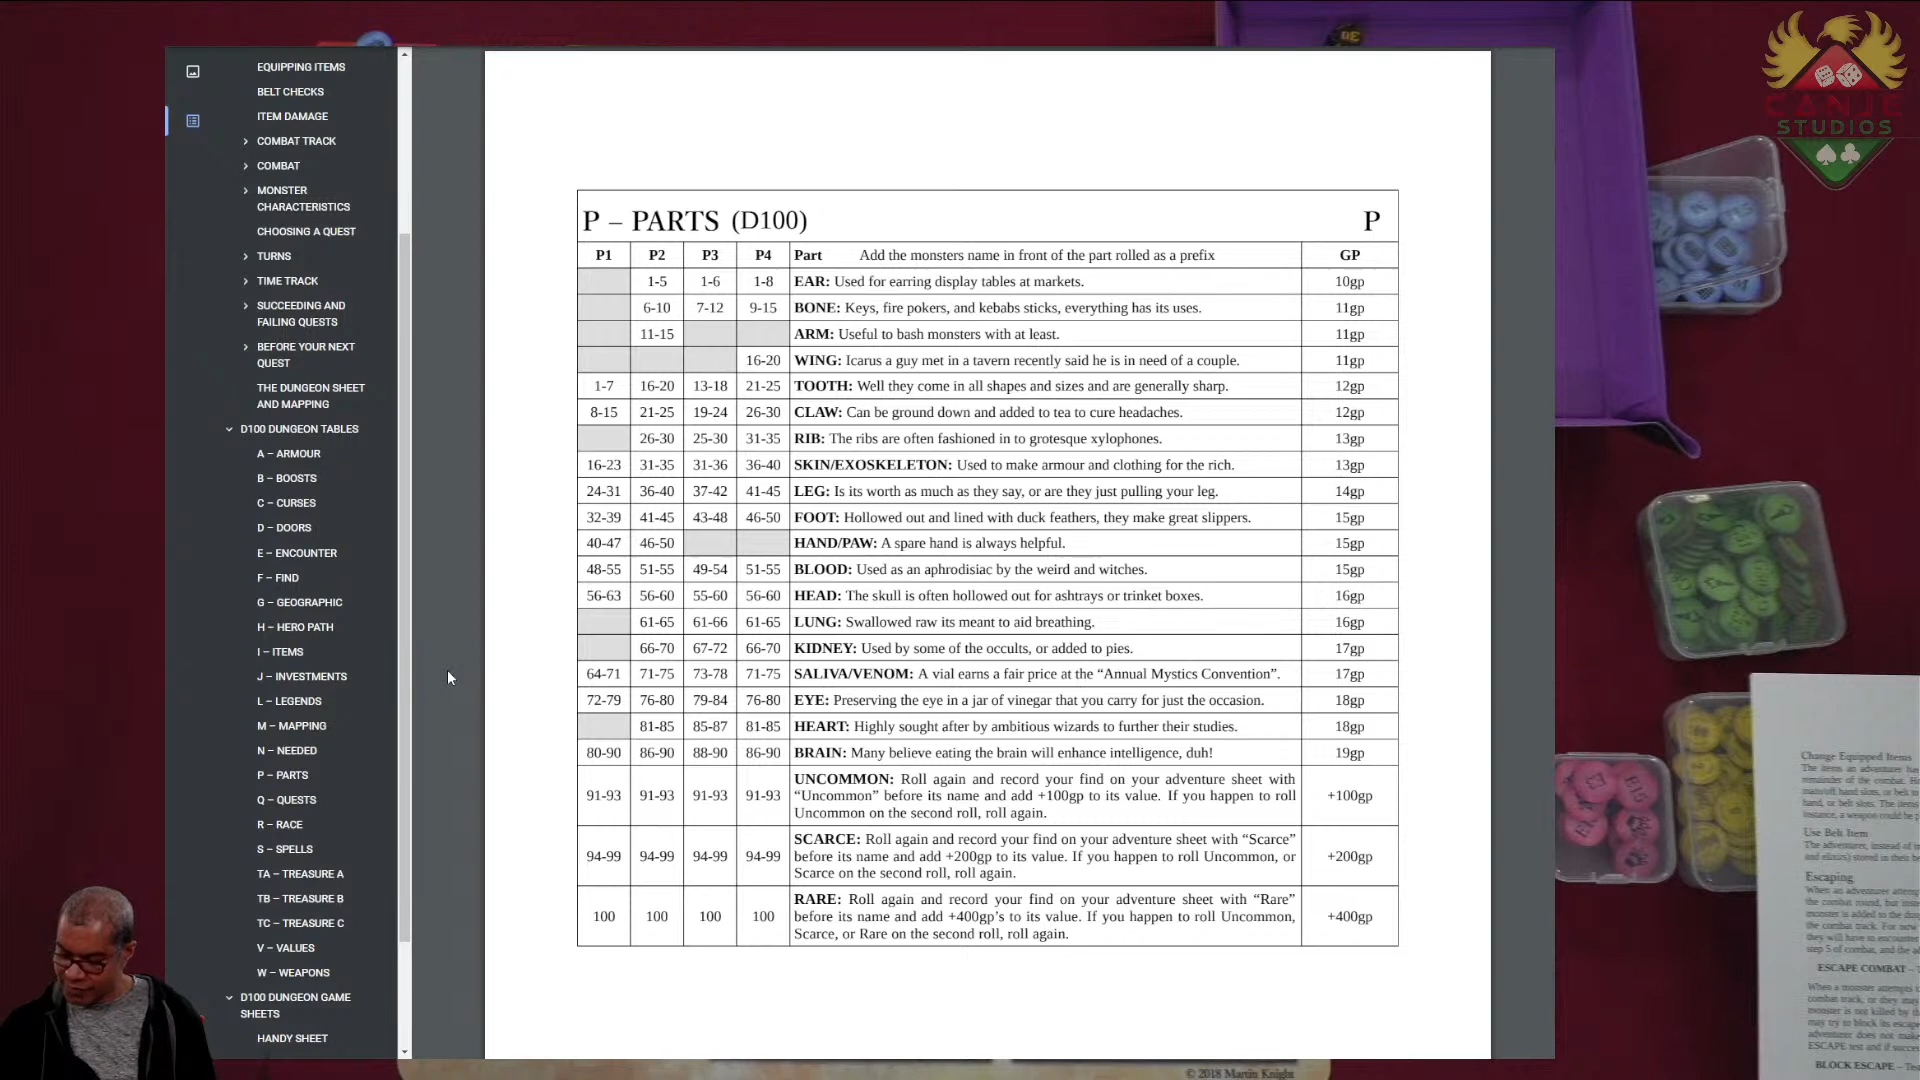 EQUIPPING ITEMS
BELT CHECKS
ITEM DAMAGE
COMBAT TRACK
COMBAT
MONSTER
CHARACTERISTICS
CHOOSING A QUEST
TURNS
TIME TRACK
SUCCEEDING AND
FAILING QUESTS
BEFORE YOUR NEXT
QUEST
THE DUNGEON SHEET
AND MAPPING
D100 DUNGEON TABLES
A – ARMOUR
B – BOOSTS
C – CURSES
D – DOORS
E – ENCOUNTER
F – FIND
G – GEOGRAPHIC
H – HERO PATH
I – ITEMS
J – INVESTMENTS
L – LEGENDS
M – MAPPING
N – NEEDED
P – PARTS
Q – QUESTS
R – RACE
S – SPELLS
TA – TREASURE A
TB – TREASURE B
TC – TREASURE C
V – VALUES
W – WEAPONS
D100 DUNGEON GAME
SHEETS
HANDY SHEET
P – PARTS (D100) P
P1 P2 P3 P4 Part Add the monsters name in front of the part rolled as a prefix GP
1-5 1-6 1-8 EAR: Used for earring display tables at markets. 10gp
6-10 7-12 9-15 BONE: Keys, fire pokers, and kebabs sticks, everything has its uses. 11gp
11-15 ARM: Useful to bash monsters with at least. 11gp
16-20 WING: Icarus a guy met in a tavern recently said he is in need of a couple. 11gp
1-7 16-20 13-18 21-25 TOOTH: Well they come in all shapes and sizes and are generally sharp. 12gp
8-15 21-25 19-24 26-30 CLAW: Can be ground down and added to tea to cure headaches. 12gp
26-30 25-30 31-35 RIB: The ribs are often fashioned in to grotesque xylophones. 13gp
16-23 31-35 31-36 36-40 SKIN/EXOSKELETON: Used to make armour and clothing for the rich. 13gp
24-31 36-40 37-42 41-45 LEG: Is its worth as much as they say, or are they just pulling your leg. 14gp
32-39 41-45 43-48 46-50 FOOT: Hollowed out and lined with duck feathers, they make great slippers. 15gp
40-47 46-50 HAND/PAW: A spare hand is always helpful. 15gp
48-55 51-55 49-54 51-55 BLOOD: Used as an aphrodisiac by the weird and witches. 15gp
56-63 56-60 55-60 56-60 HEAD: The skull is often hollowed out for ashtrays or trinket boxes. 16gp
61-65 61-66 61-65 LUNG: Swallowed raw its meant to aid breathing. 16gp
66-70 67-72 66-70 KIDNEY: Used by some of the occults, or added to pies. 17gp
64-71 71-75 73-78 71-75 SALIVA/VENOM: A vial earns a fair price at the “Annual Mystics Convention”. 17gp
72-79 76-80 79-84 76-80 EYE: Preserving the eye in a jar of vinegar that you carry for just the occasion. 18gp
81-85 85-87 81-85 HEART: Highly sought after by ambitious wizards to further their studies. 18gp
80-90 86-90 88-90 86-90 BRAIN: Many believe eating the brain will enhance intelligence, duh! 19gp
UNCOMMON: Roll again and record your find on your adventure sheet with
91-93 91-93 91-93 91-93 “Uncommon” before its name and add +100gp to its value. If you happen to roll +100gp
Uncommon on the second roll, roll again.
SCARCE: Roll again and record your find on your adventure sheet with “Scarce”
94-99 94-99 94-99 94-99 before its name and add +200gp to its value. If you happen to roll Uncommon, or +200gp
Scarce on the second roll, roll again.
RARE: Roll again and record your find on your adventure sheet with “Rare”
100 100 100 100 before its name and add +400gp’s to its value. If you happen to roll Uncommon, +400gp
Scarce, or Rare on the second roll, roll again.
CANJE
STUDIOS
Change Equipped Items
Use Belt Item
Escaping
ESCAPE COMBAT –
BLOCK ESCAPE –
© 2018 Martin Knight